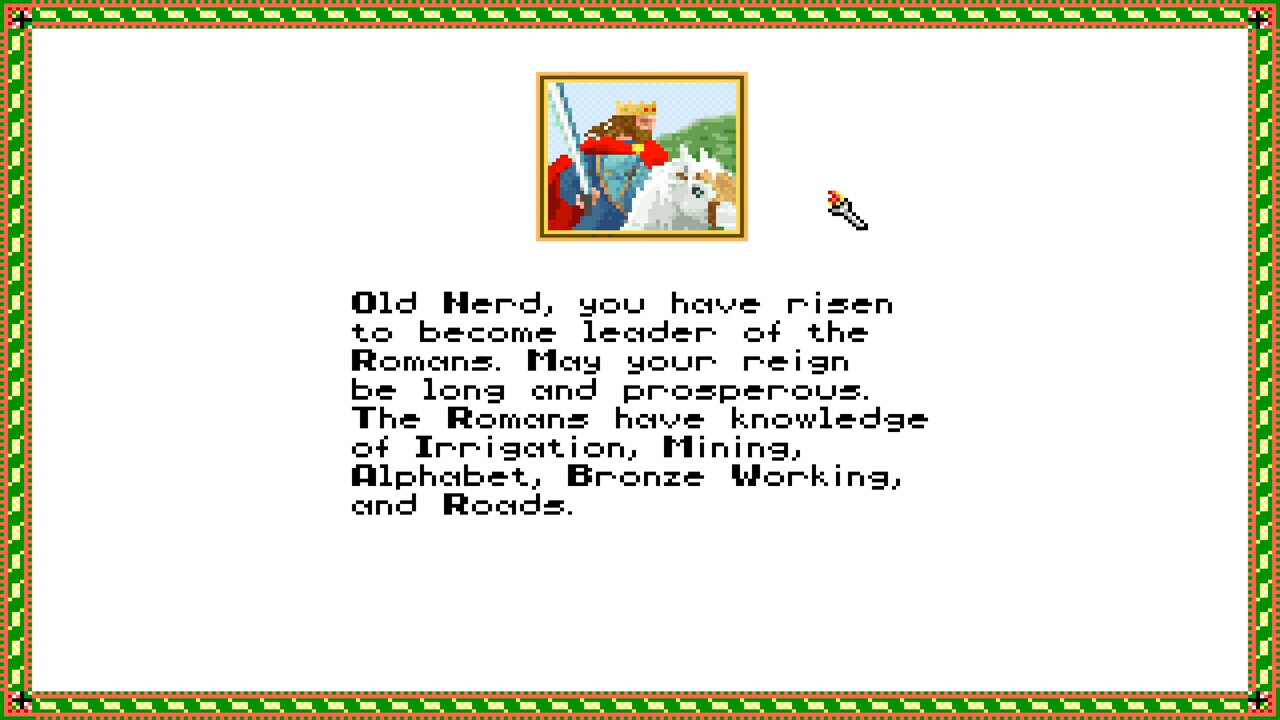 Old Nerd, you have risen
to become leader of the
Romans. May your reign
be long and prosperous.
The Romans have knowledge
of Irrigation, Mining,
Alphabet, Bronze Working,
and Roads.